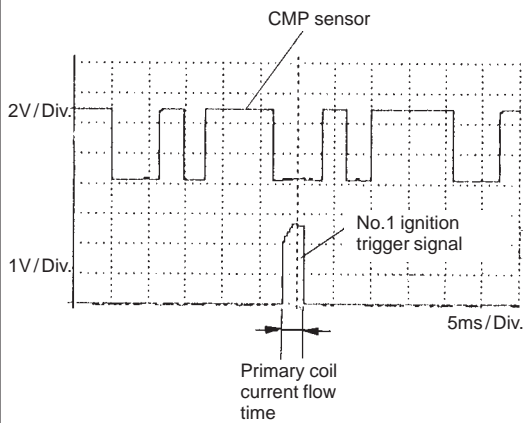 CMP sensor
2V/Div.
No.1 ignition
trigger signal
1V/Div.
5ms/Div.
Primary coil
current flow
time